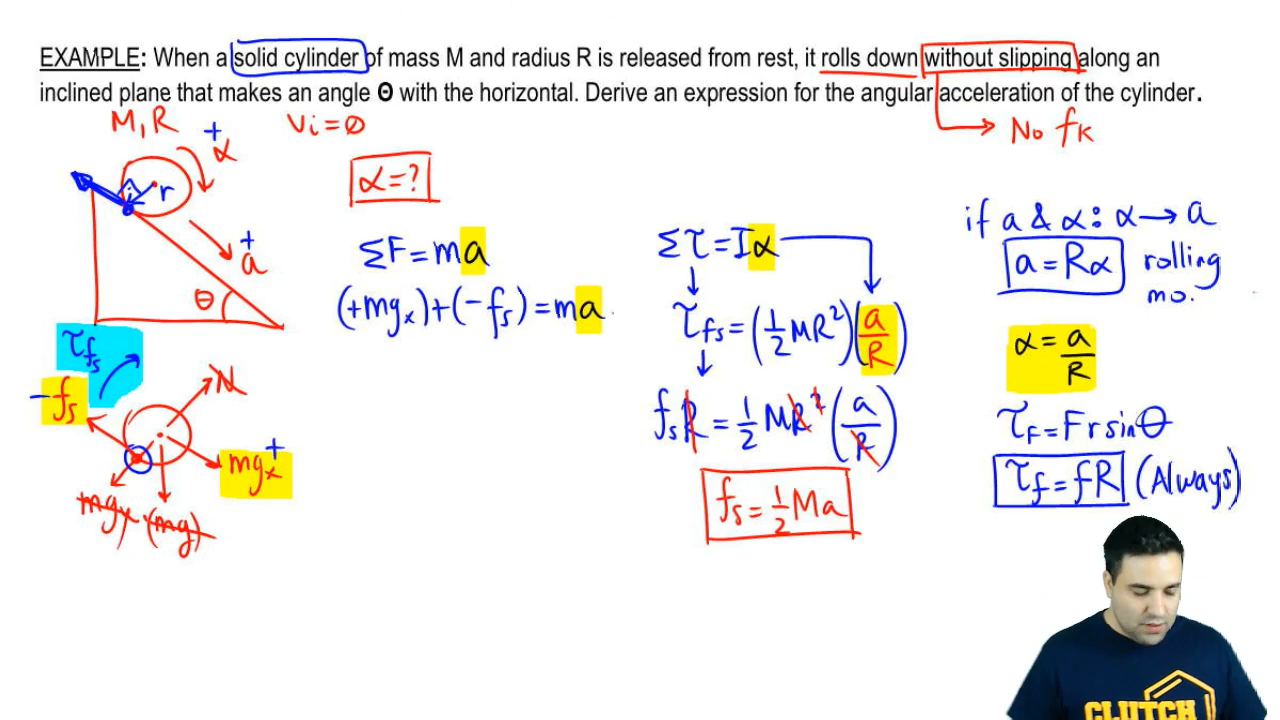 EXAMPLE: When a solid cylinder of mass M and radius R is released from rest, it rolls down without slipping along an
inclined plane that makes an angle Θ with the horizontal. Derive an expression for the angular acceleration of the cylinder.
M, R
Vi = 0
No fK
+
α
α = ?
r
+
a
θ
ΣF = ma
(+mgx) + (-fs) = ma
Στ = Iα
τfs = (1/2 MR²)(a/R)
fsR = 1/2 MR² (a/R)
fs = 1/2 Ma
if a & α: α → a
a = Rα
rolling
mo.
α = a/R
τF = Fr sinθ
τf = fR (Always)
τfs
-fs
N
+
mgx
mgy (mg)
CLUTCH